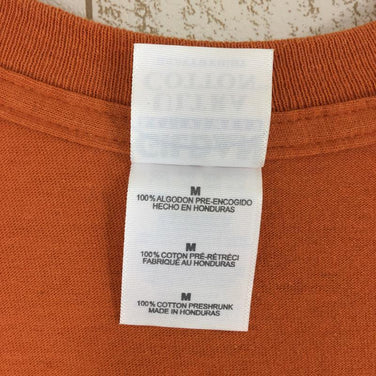 M
100% ALGODON PRE-ENCOGIDO
HECHO EN HONDURAS
M
100% COTON PRÉ-RÉTRÉCI
FABRIQUÉ AU HONDURAS
M
100% COTTON PRESHRUNK
MADE IN HONDURAS